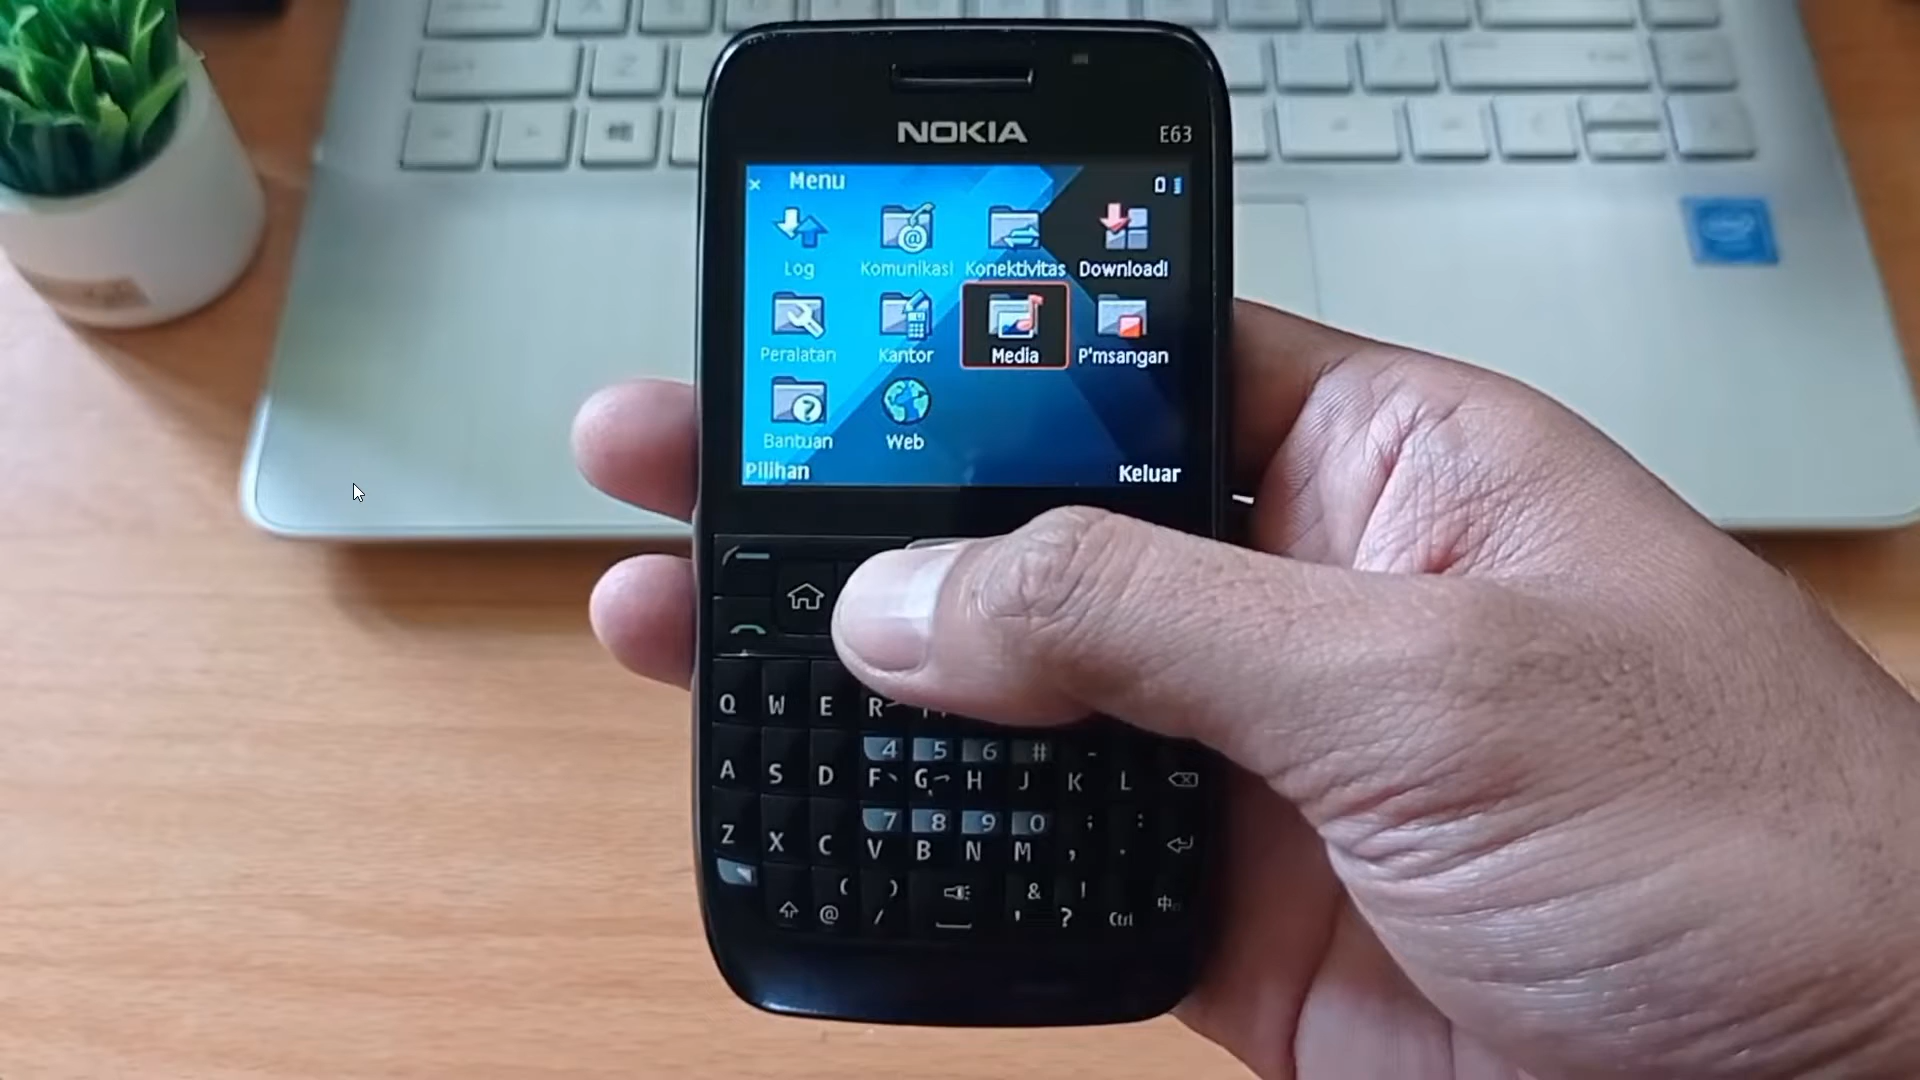 NOKIA
E63
Menu
Log Komunikasi Konektivitas Download!
Peralatan Kantor Media P'msangan
Bantuan Web
Pilihan Keluar
Q W E R
4 5 6 # -
A S D F G H J K L
7 8 9 0 ; :
Z X C V B N M , .
( ) & !
@ / ' ? Ctrl 中